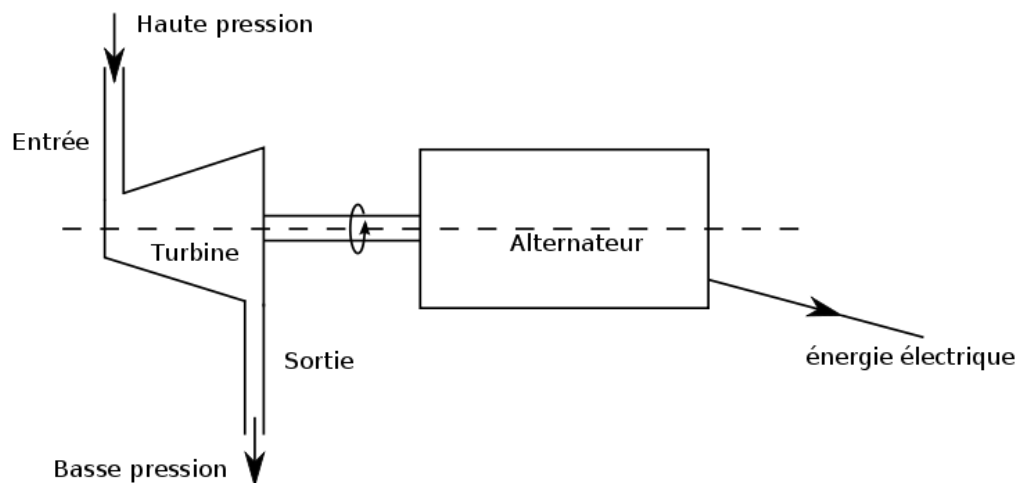 Haute pression
Entrée
Turbine
Alternateur
Sortie
énergie électrique
Basse pression